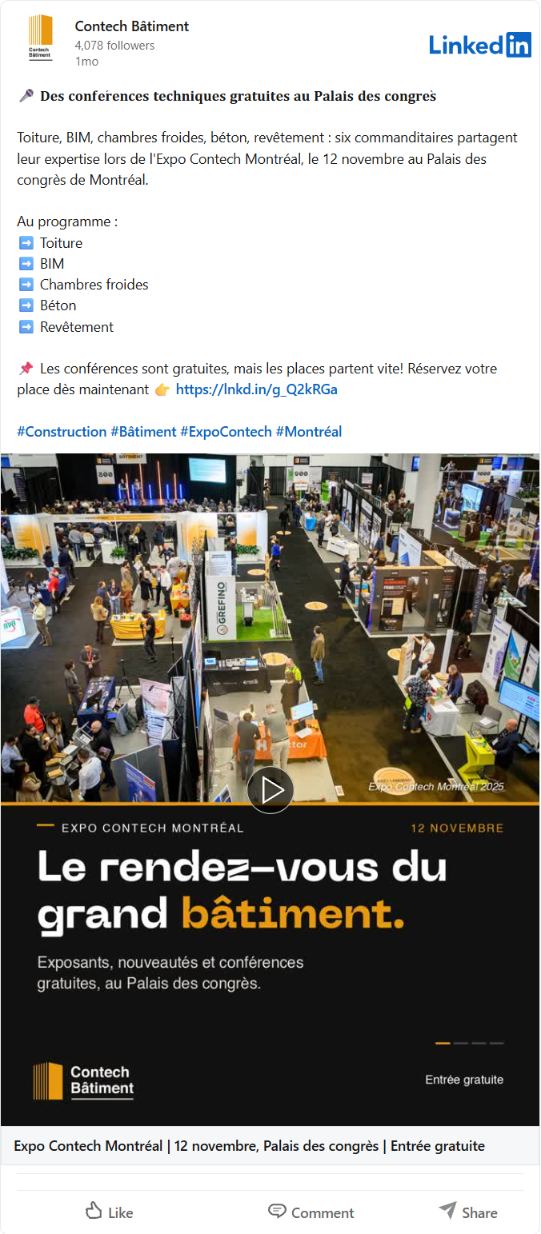 Contech Bâtiment
4,078 followers
1mo
LinkedIn
Contech
Bâtiment
🎤 Des conférences techniques gratuites au Palais des congrès
Toiture, BIM, chambres froides, béton, revêtement : six commanditaires partagent
leur expertise lors de l'Expo Contech Montréal, le 12 novembre au Palais des
congrès de Montréal.
Au programme :
➡️ Toiture
➡️ BIM
➡️ Chambres froides
➡️ Béton
➡️ Revêtement
📌 Les conférences sont gratuites, mais les places partent vite! Réservez votre
place dès maintenant 👉 https://lnkd.in/g_Q2kRGa
#Construction #Bâtiment #ExpoContech #Montréal
GREFINO
Expo Contech Montréal 2025
EXPO CONTECH MONTRÉAL
12 NOVEMBRE
Le rendez-vous du
grand bâtiment.
Exposants, nouveautés et conférences
gratuites, au Palais des congrès.
Contech
Bâtiment
Entrée gratuite
Expo Contech Montréal | 12 novembre, Palais des congrès | Entrée gratuite
Like
Comment
Share